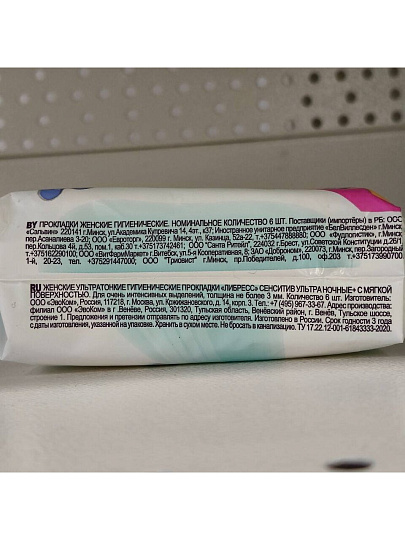 BY ПРОКЛАДКИ ЖЕНСКИЕ ГИГИЕНИЧЕСКИЕ. НОМИНАЛЬНОЕ КОЛИЧЕСТВО 6 ШТ. Поставщики (импортёры) в РБ: ООО
«Сальвин» 220141 г.Минск, ул.Академика Купревича 14, 4эт., к37; Иностранное унитарное предприятие «БелВиллесден» г.Минск,
пер.Асаналиева 3-20; ООО «Евроторг», 220099 г. Минск, ул. Казинца, 52а-22, т.+375447888880; ООО «Фудлогистик», г.Минск,
пер.Кольцова 4й, д.53, пом.1, каб.30 т.+375173742461; ООО "Санта Ритейл", 224032 г.Брест, ул.Советской Конституции д.26/1,
т.+375162290100; ООО «ВитФармМаркет» г.Витебск, ул.5-я Кооперативная, 8; ЗАО «Доброном», г.Минск, пер.Загородный
1-й, 20-23, тел. +375291447000; ООО "Триовист" г.Минск, пр.Победителей, д.100, оф.203 т.+375173990700
RU ЖЕНСКИЕ УЛЬТРАТОНКИЕ ГИГИЕНИЧЕСКИЕ ПРОКЛАДКИ «ЛИБРЕСС» СЕНСИТИВ УЛЬТРА НОЧНЫЕ+ С МЯГКОЙ
ПОВЕРХНОСТЬЮ. Для очень интенсивных выделений, толщина не более 3 мм. Количество 6 шт. Изготовитель:
ООО «ЭвоКом», Россия, 117218, г. Москва, ул. Кржижановского, д. 14, корп. 3. Тел.: +7 (495) 967-33-67. Адрес производства:
филиал ООО «ЭвоКом» в г. Венёве, Россия, 301320, Тульская область, Венёвский район, г. Венёв, Тульское шоссе,
строение 1. Предложения и претензии отправлять по адресу изготовителя. Изготовлено в России. Срок годности 3 года
с даты изготовления, указанной на упаковке. Хранить в сухом месте. Не бросать в канализацию. ТУ 17.22.12-001-61843333-2020.